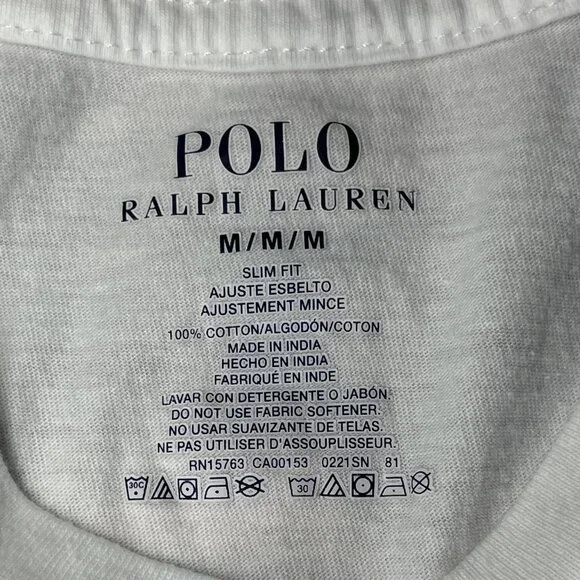 POLO
RALPH LAUREN
M/M/M
SLIM FIT
AJUSTE ESBELTO
AJUSTEMENT MINCE
100% COTTON/ALGODÓN/COTON
MADE IN INDIA
HECHO EN INDIA
FABRIQUÉ EN INDE
LAVAR CON DETERGENTE O JABÓN.
DO NOT USE FABRIC SOFTENER.
NO USAR SUAVIZANTE DE TELAS.
NE PAS UTILISER D'ASSOUPLISSEUR.
RN15763 CA00153 0221SN 81
30C 30